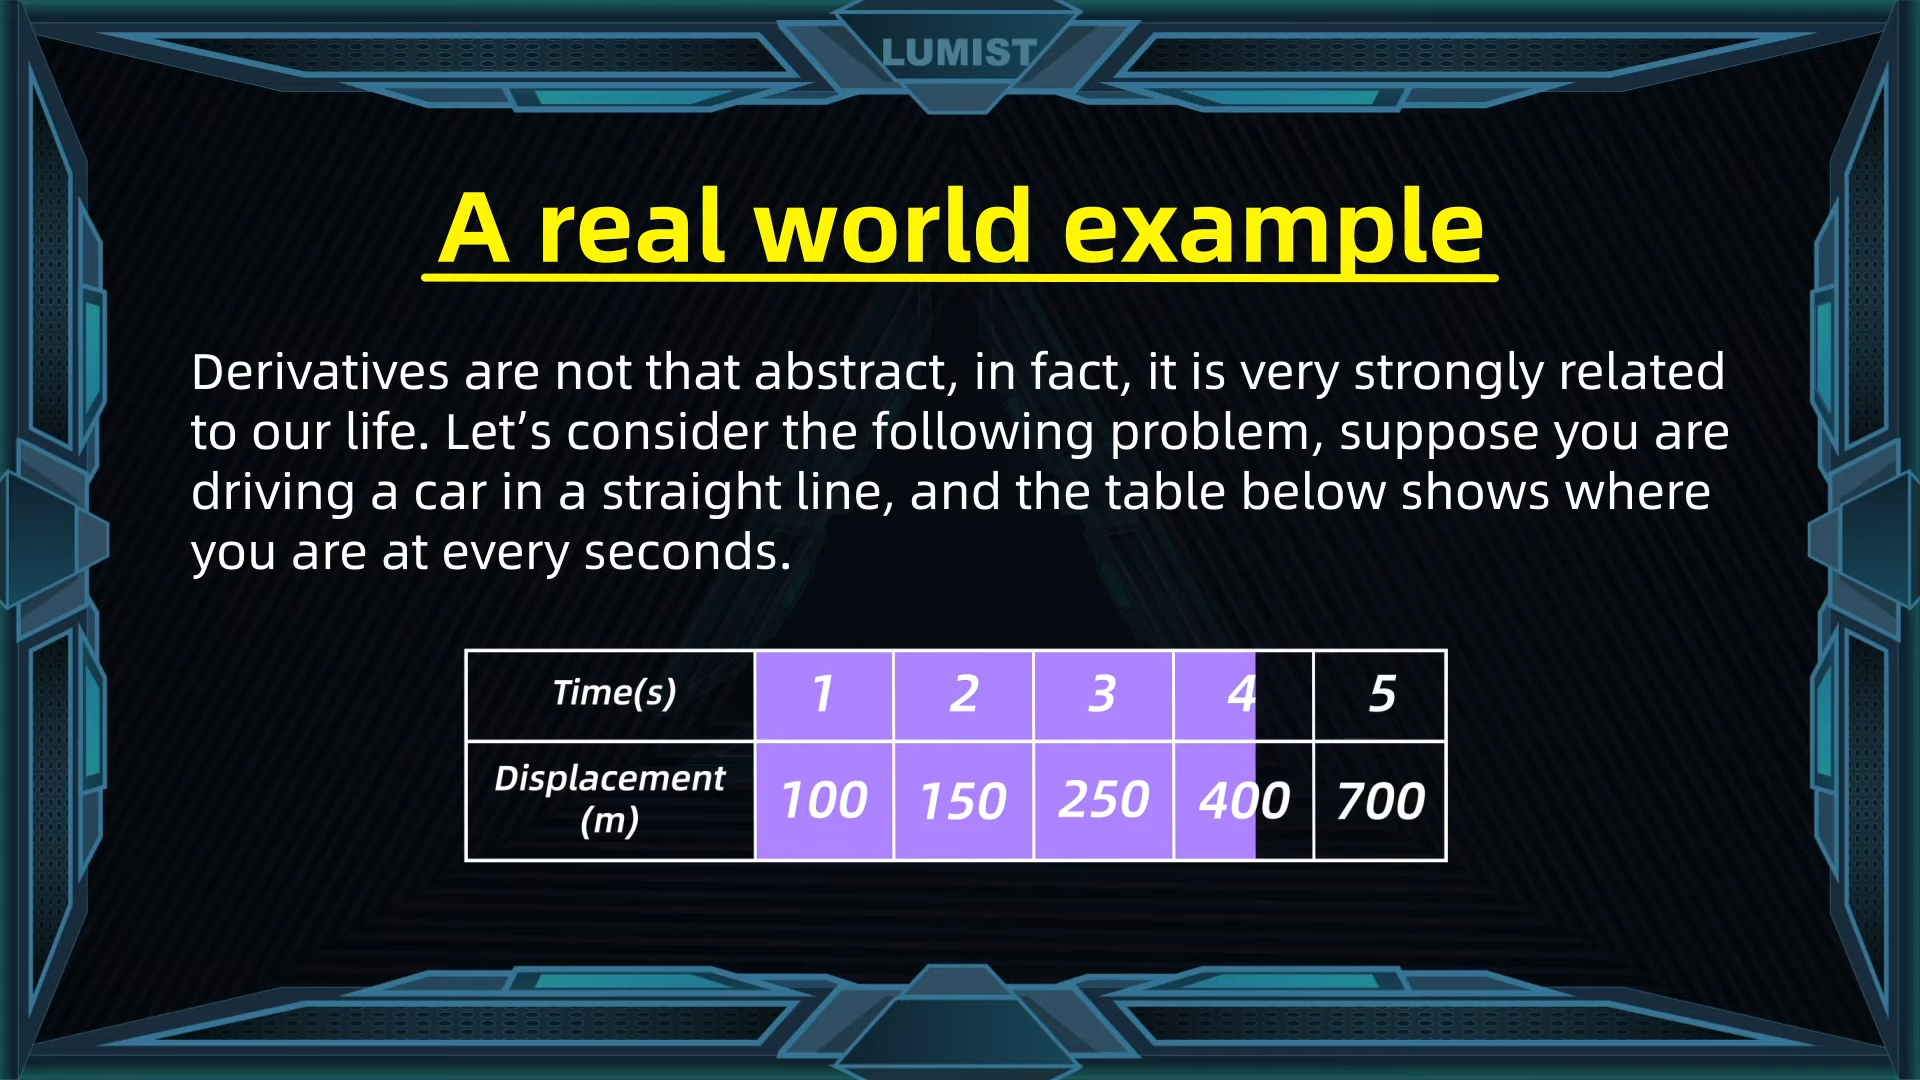 LUMIST
A real world example
Derivatives are not that abstract, in fact, it is very strongly related
to our life. Let’s consider the following problem, suppose you are
driving a car in a straight line, and the table below shows where
you are at every seconds.
Time(s) 1 2 3 4 5
Displacement
(m) 100 150 250 400 700